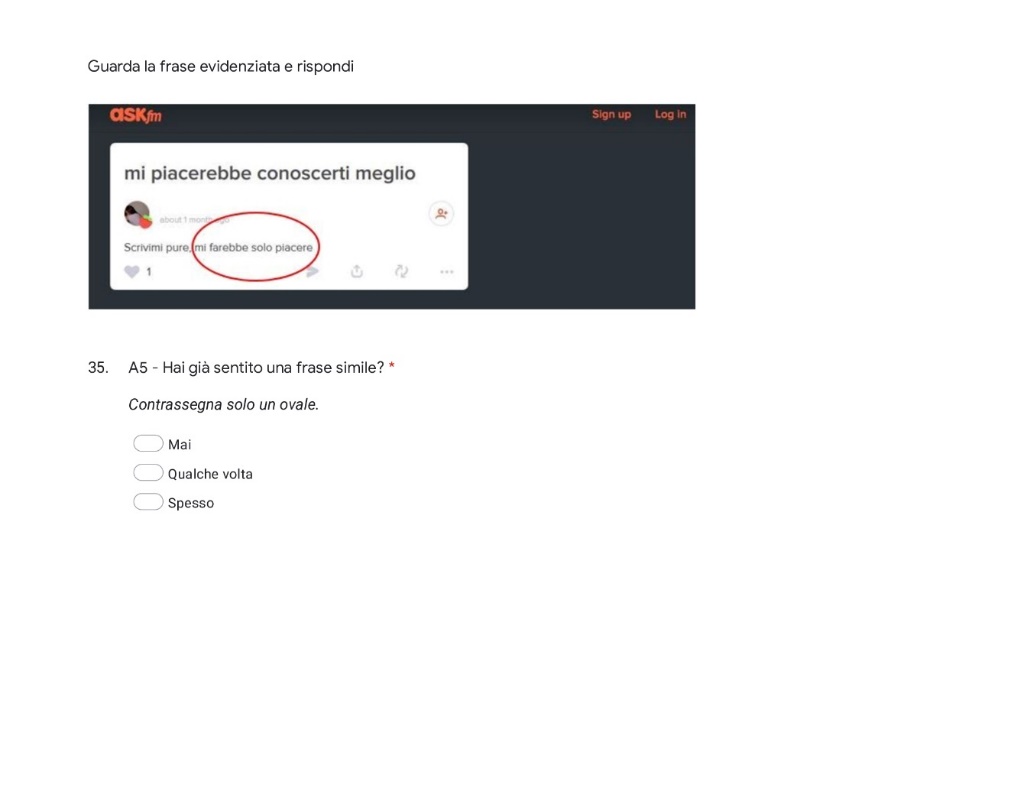 Guarda la frase evidenziata e rispondi
askfm
Sign up Log in
mi piacerebbe conoscerti meglio
about 1 month ago
Scrivimi pure, mi farebbe solo piacere
1
35. A5 - Hai già sentito una frase simile? *
Contrassegna solo un ovale.
Mai
Qualche volta
Spesso